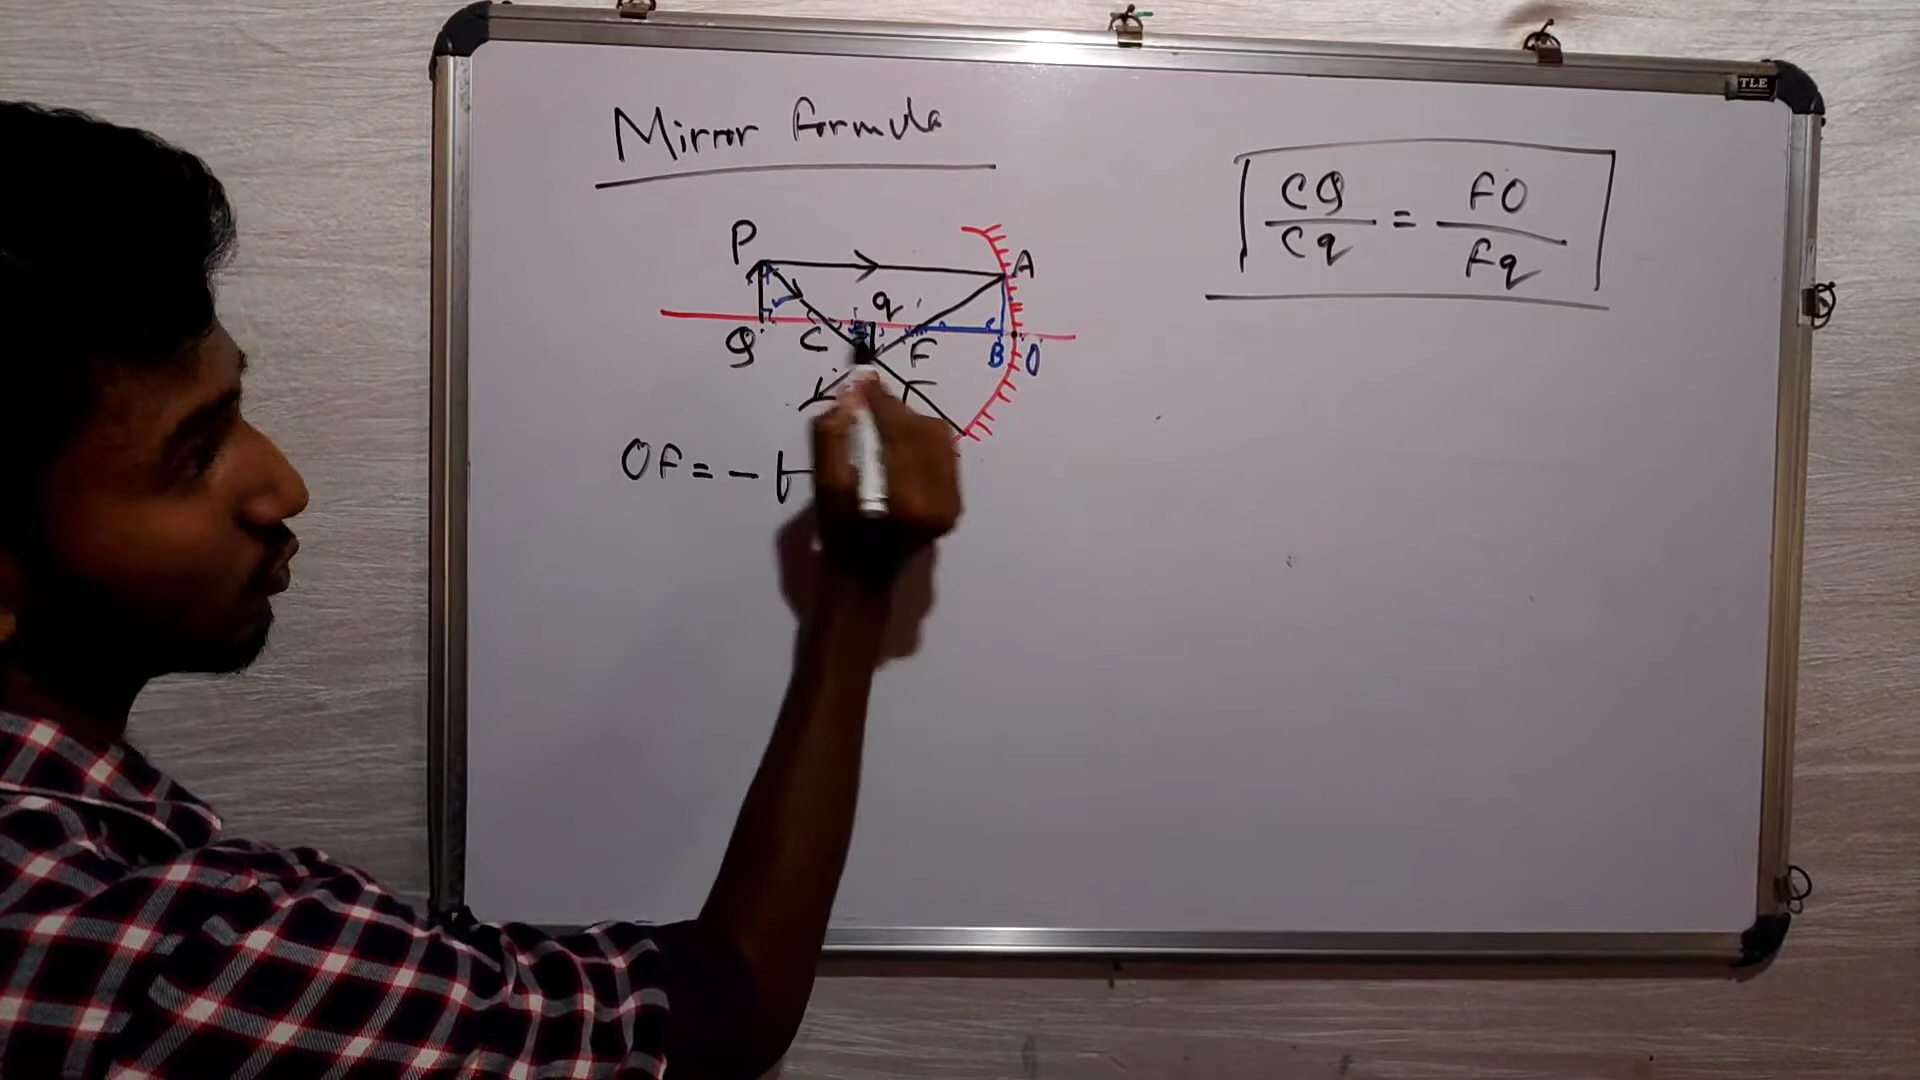 TLE
Mirror formula
CQ/Cq = FO/Fq
P
A
q
Q
C
F
B
O
OF = - f